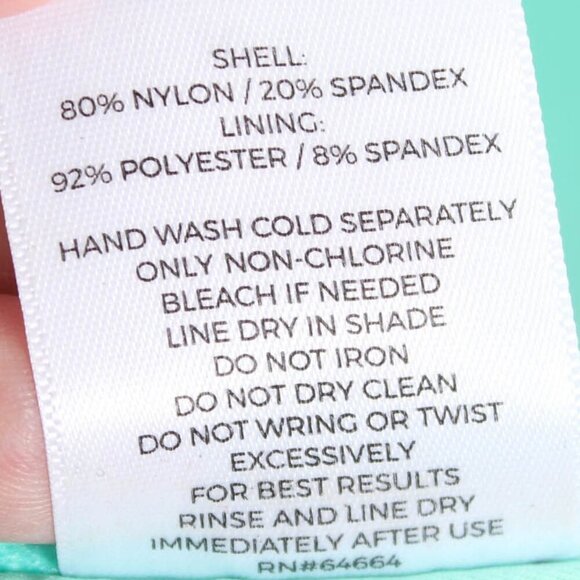 SHELL:
80% NYLON / 20% SPANDEX
LINING:
92% POLYESTER / 8% SPANDEX
HAND WASH COLD SEPARATELY
ONLY NON-CHLORINE
BLEACH IF NEEDED
LINE DRY IN SHADE
DO NOT IRON
DO NOT DRY CLEAN
DO NOT WRING OR TWIST
EXCESSIVELY
FOR BEST RESULTS
RINSE AND LINE DRY
IMMEDIATELY AFTER USE
RN#64664